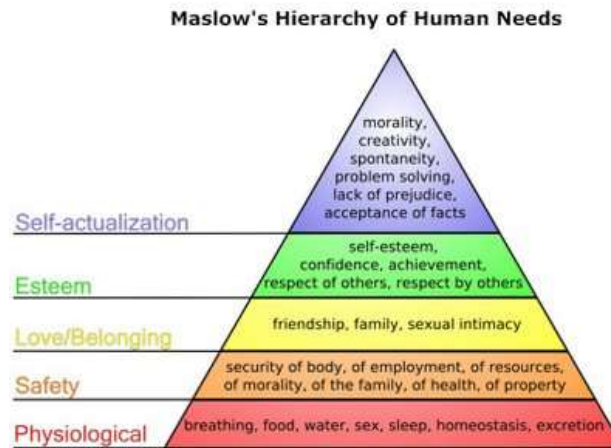 Maslow's Hierarchy of Human Needs
morality,
creativity,
spontaneity,
problem solving,
lack of prejudice,
acceptance of facts
Self-actualization
self-esteem,
confidence, achievement,
respect of others, respect by others
Esteem
friendship, family, sexual intimacy
Love/Belonging
security of body, of employment, of resources,
of morality, of the family, of health, of property
Safety
breathing, food, water, sex, sleep, homeostasis, excretion
Physiological